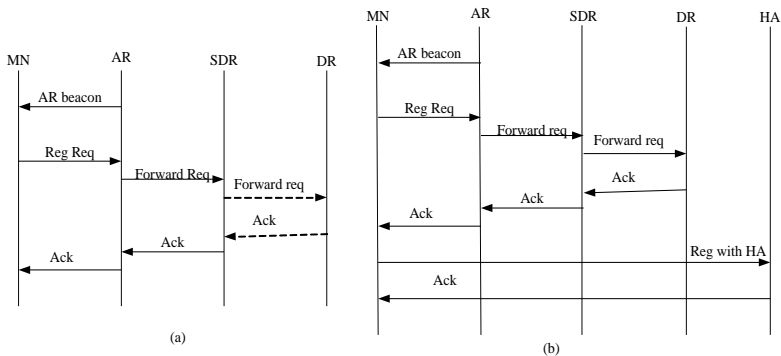 MN
AR
SDR
DR
AR beacon
Reg Req
Forward Req
Forward req
Ack
Ack
Ack
(a)
MN
AR
SDR
DR
HA
AR beacon
Reg Req
Forward req
Forward req
Ack
Ack
Ack
Reg with HA
Ack
(b)